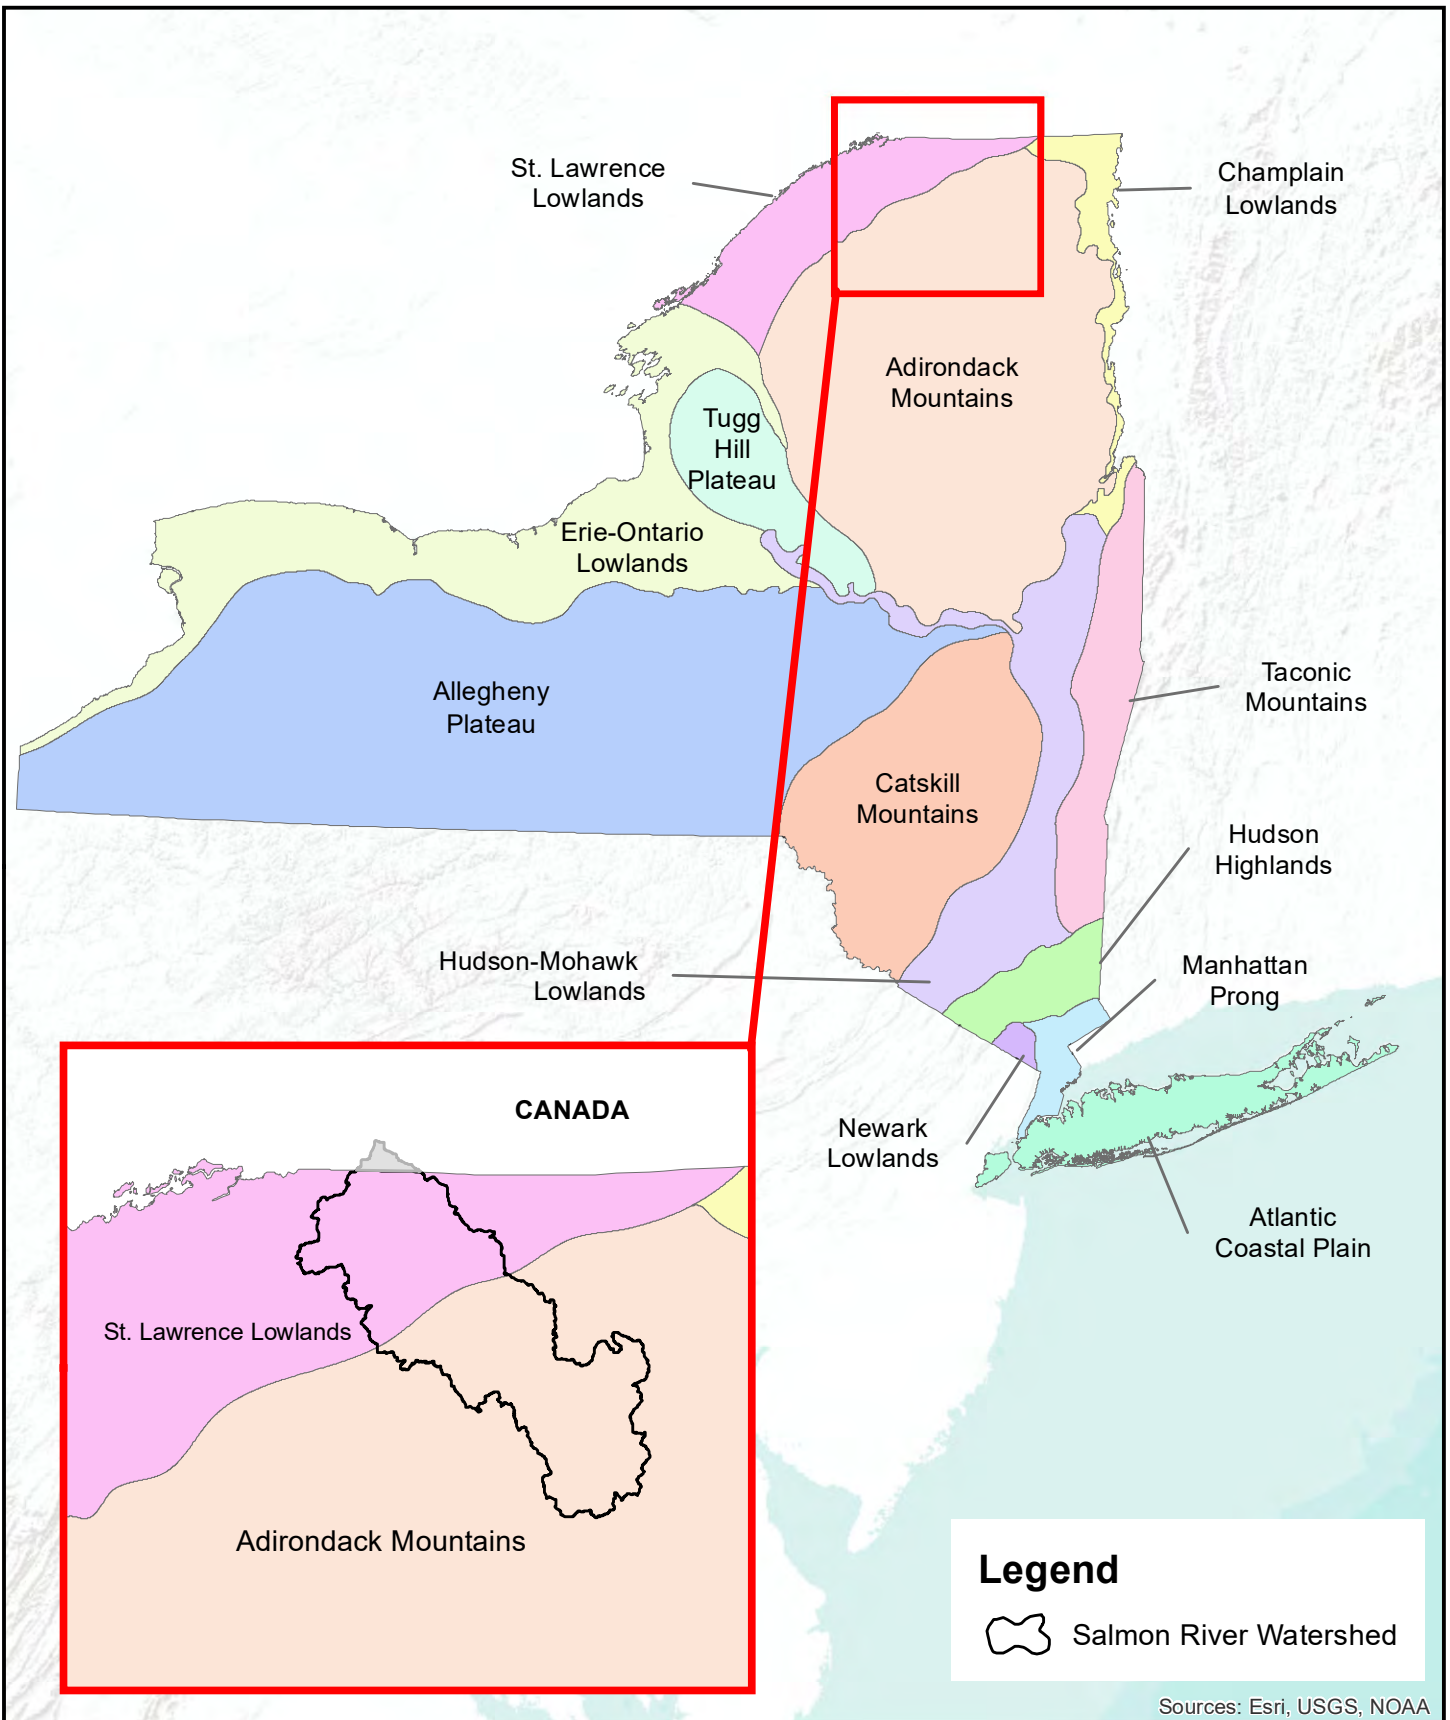 St. Lawrence
Lowlands
Champlain
Lowlands
Adirondack
Mountains
Tugg
Hill
Plateau
Erie-Ontario
Lowlands
Allegheny
Plateau
Taconic
Mountains
Catskill
Mountains
Hudson
Highlands
Hudson-Mohawk
Lowlands
Manhattan
Prong
Newark
Lowlands
Atlantic
Coastal Plain
CANADA
St. Lawrence Lowlands
Adirondack Mountains
Legend
Salmon River Watershed
Sources: Esri, USGS, NOAA